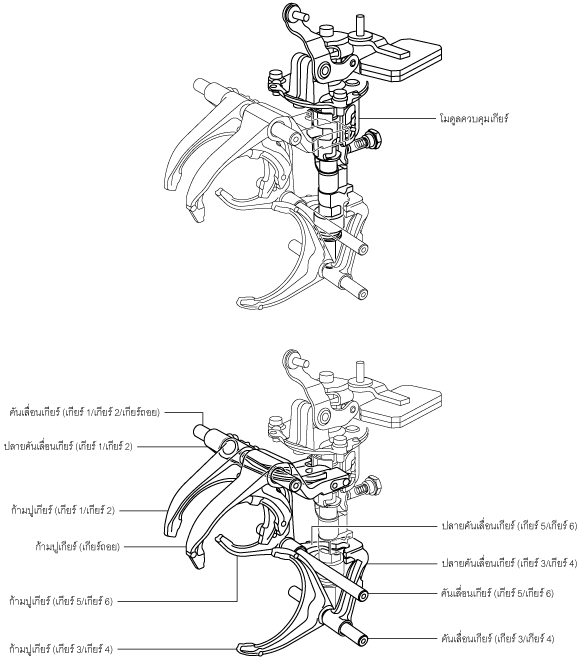 โมดูลควบคุมเกียร์
คันเลื่อนเกียร์ (เกียร์ 1/เกียร์ 2/เกียร์ถอย)
ปลายคันเลื่อนเกียร์ (เกียร์ 1/เกียร์ 2)
ก้ามปูเกียร์ (เกียร์ 1/เกียร์ 2)
ก้ามปูเกียร์ (เกียร์ถอย)
ก้ามปูเกียร์ (เกียร์ 5/เกียร์ 6)
ก้ามปูเกียร์ (เกียร์ 3/เกียร์ 4)
ปลายคันเลื่อนเกียร์ (เกียร์ 5/เกียร์ 6)
ปลายคันเลื่อนเกียร์ (เกียร์ 3/เกียร์ 4)
คันเลื่อนเกียร์ (เกียร์ 5/เกียร์ 6)
คันเลื่อนเกียร์ (เกียร์ 3/เกียร์ 4)